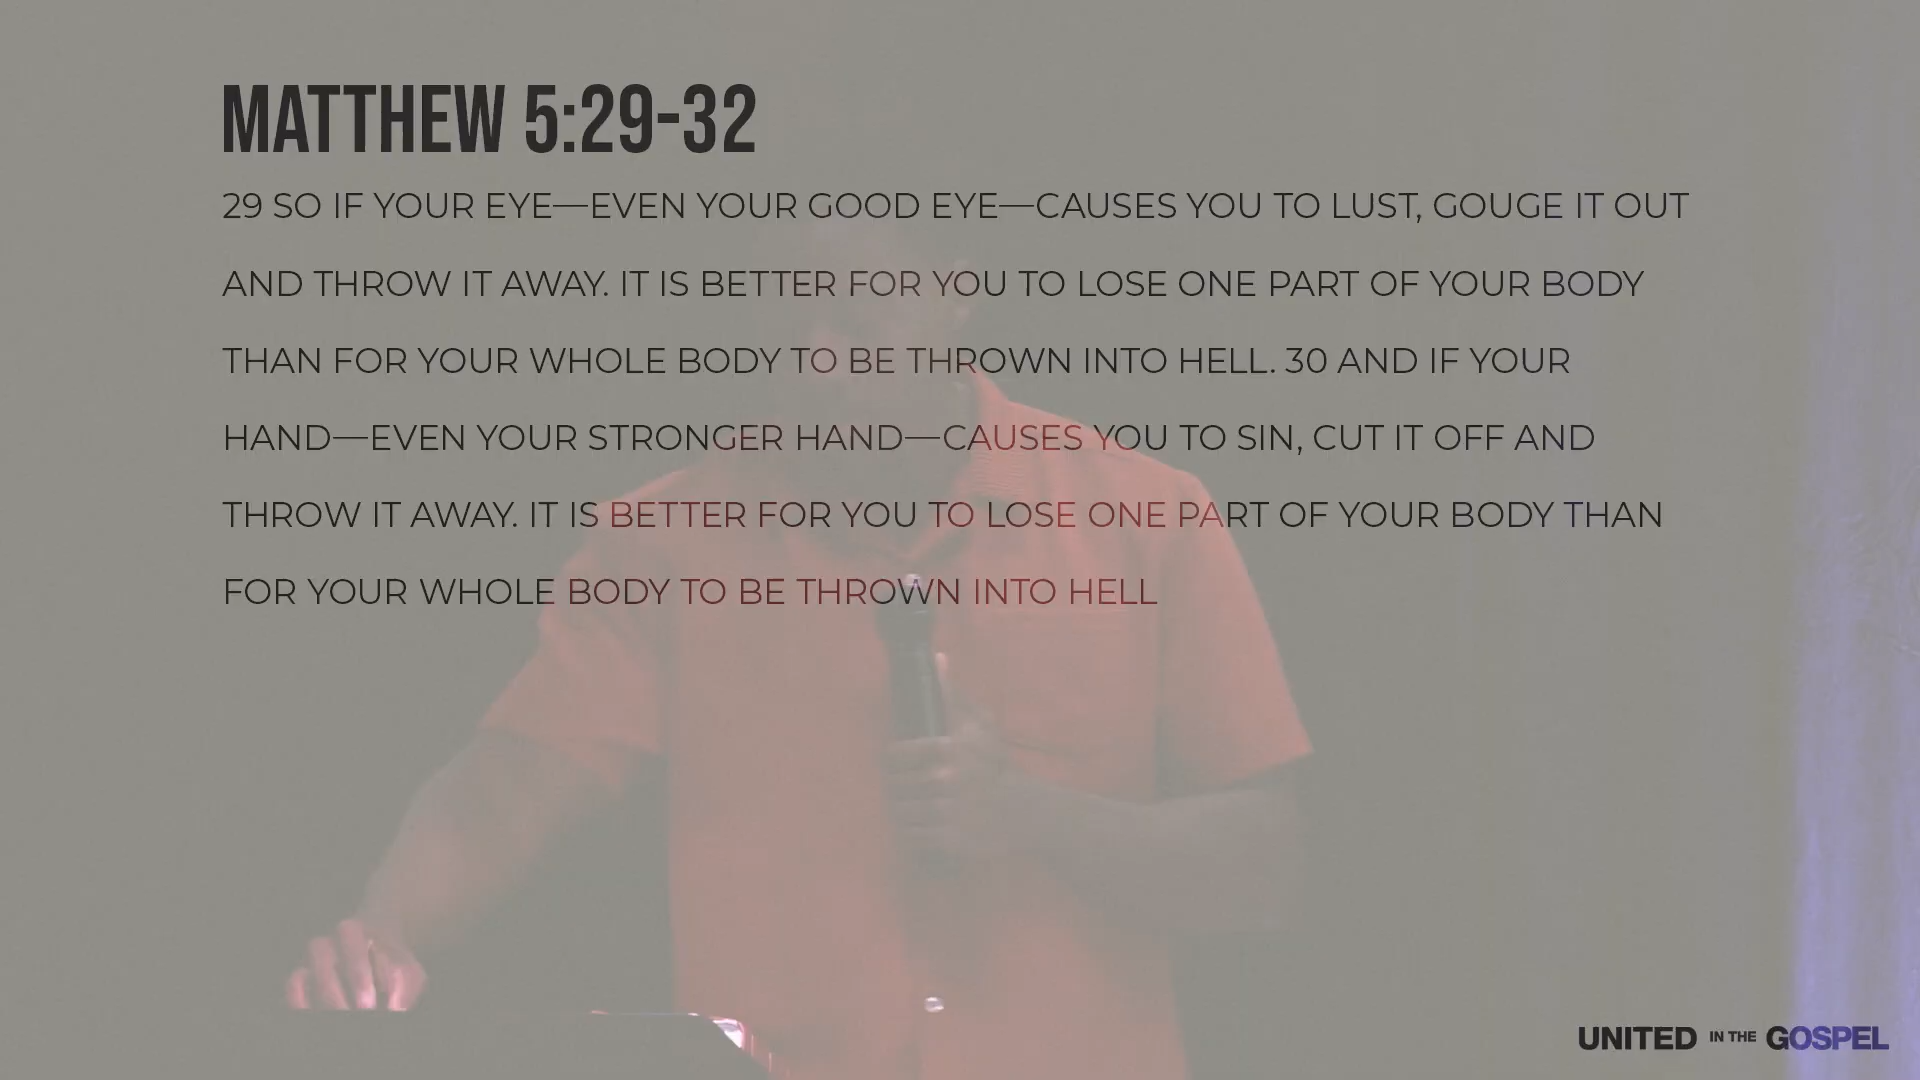 MATTHEW 5:29-32
29 SO IF YOUR EYE—EVEN YOUR GOOD EYE—CAUSES YOU TO LUST, GOUGE IT OUT
AND THROW IT AWAY. IT IS BETTER FOR YOU TO LOSE ONE PART OF YOUR BODY
THAN FOR YOUR WHOLE BODY TO BE THROWN INTO HELL. 30 AND IF YOUR
HAND—EVEN YOUR STRONGER HAND—CAUSES YOU TO SIN, CUT IT OFF AND
THROW IT AWAY. IT IS BETTER FOR YOU TO LOSE ONE PART OF YOUR BODY THAN
FOR YOUR WHOLE BODY TO BE THROWN INTO HELL
UNITED IN THE GOSPEL